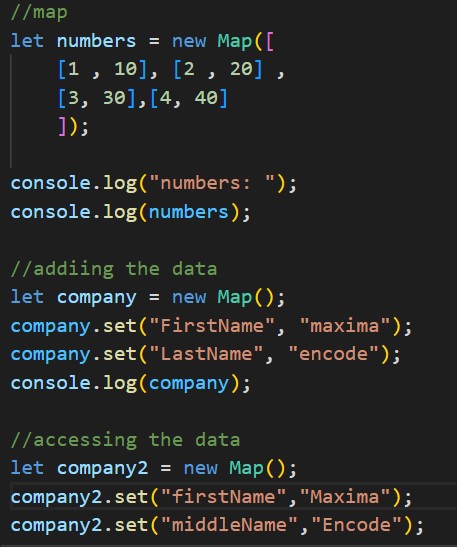 //map
let numbers = new Map([
    [1 , 10], [2 , 20] ,
    [3, 30],[4, 40]
    ]);

console.log("numbers: ");
console.log(numbers);

//addiing the data
let company = new Map();
company.set("FirstName", "maxima");
company.set("LastName", "encode");
console.log(company);

//accessing the data
let company2 = new Map();
company2.set("firstName","Maxima");
company2.set("middleName","Encode");